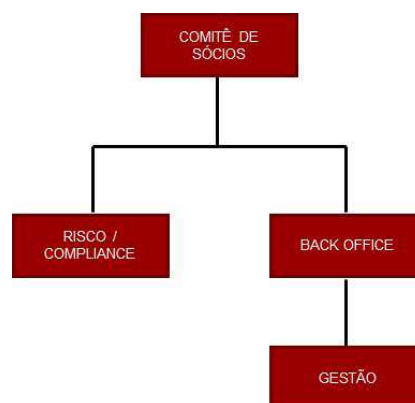 COMITÊ DE
SÓCIOS
RISCO /
COMPLIANCE
BACK OFFICE
GESTÃO